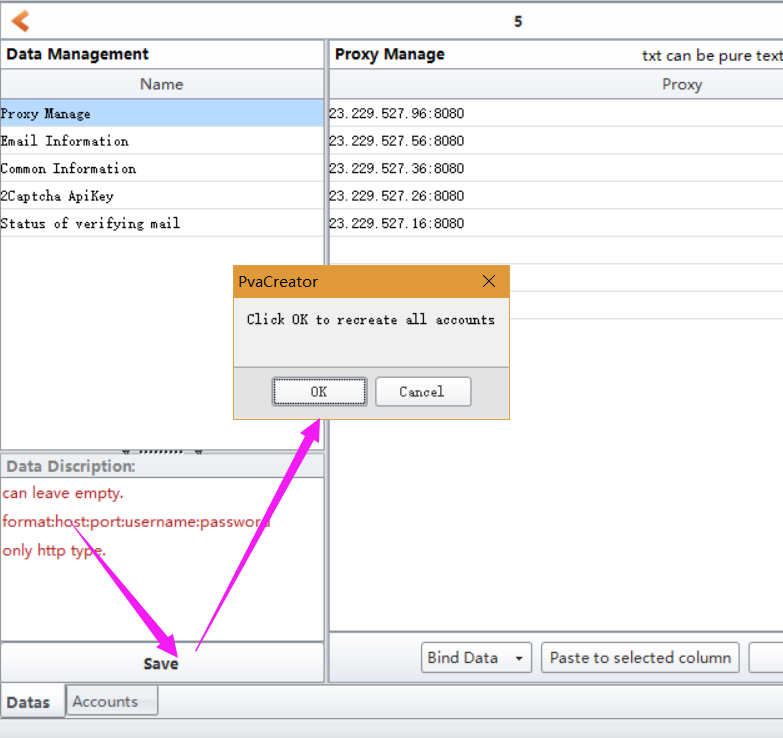 5
Data Management
Proxy Manage
txt can be pure text
Name
Proxy
Proxy Manage
23.229.527.96:8080
Email Information
23.229.527.56:8080
Common Information
23.229.527.36:8080
2Captcha ApiKey
23.229.527.26:8080
Status of verifying mail
23.229.527.16:8080
PvaCreator
Click OK to recreate all accounts
OK
Cancel
Data Discription:
can leave empty.
format:host:port:username:password
only http type.
Save
Bind Data
Paste to selected column
Datas
Accounts